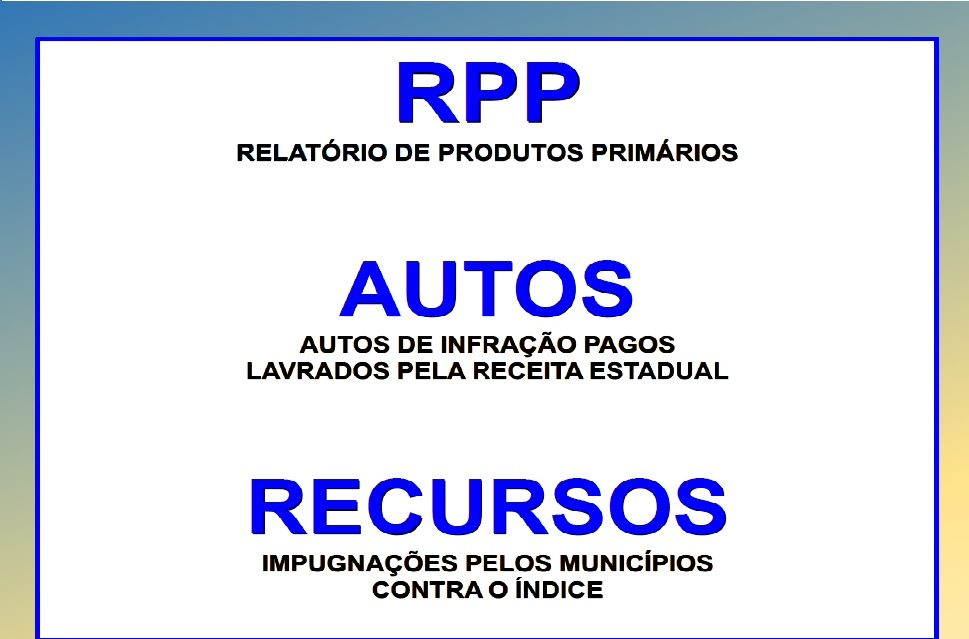 RPP
RELATÓRIO DE PRODUTOS PRIMÁRIOS
AUTOS
AUTOS DE INFRAÇÃO PAGOS
LAVRADOS PELA RECEITA ESTADUAL
RECURSOS
IMPUGNAÇÕES PELOS MUNICÍPIOS
CONTRA O ÍNDICE